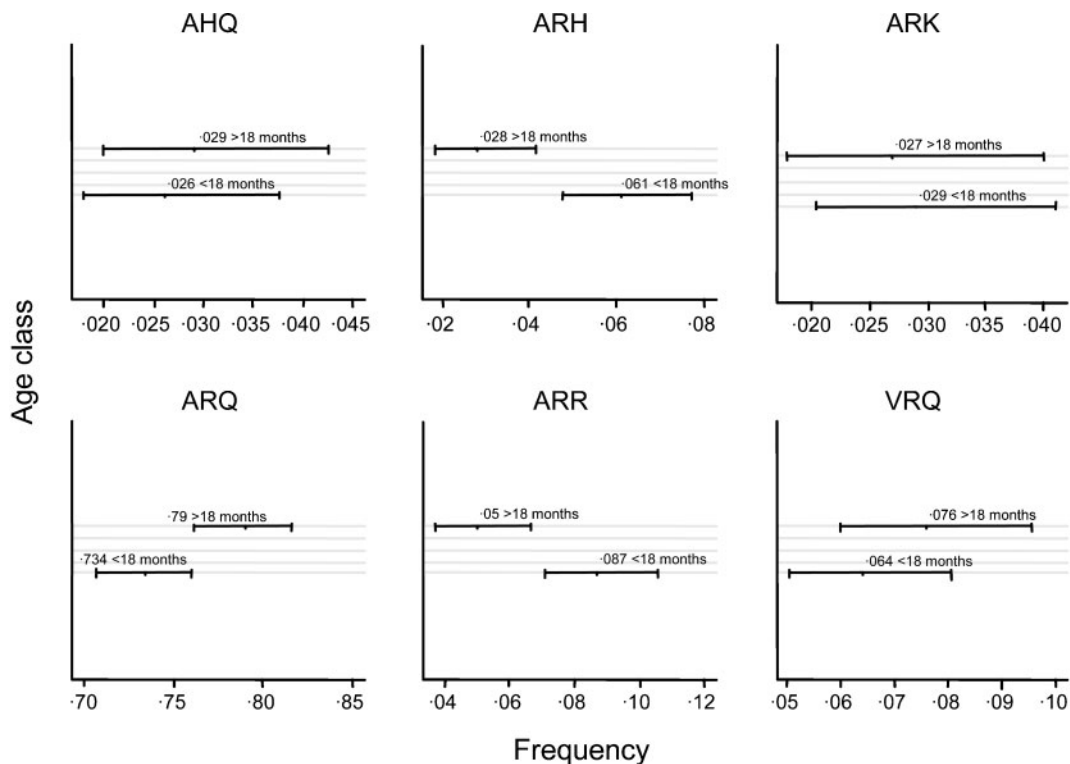 AHQ
·029 >18 months
·026 <18 months
·020 ·025 ·030 ·035 ·040 ·045
ARH
·028 >18 months
·061 <18 months
·02 ·04 ·06 ·08
ARK
·027 >18 months
·029 <18 months
·020 ·025 ·030 ·035 ·040
Age class
ARQ
·79 >18 months
·734 <18 months
·70 ·75 ·80 ·85
ARR
·05 >18 months
·087 <18 months
·04 ·06 ·08 ·10 ·12
VRQ
·076 >18 months
·064 <18 months
·05 ·06 ·07 ·08 ·09 ·10
Frequency